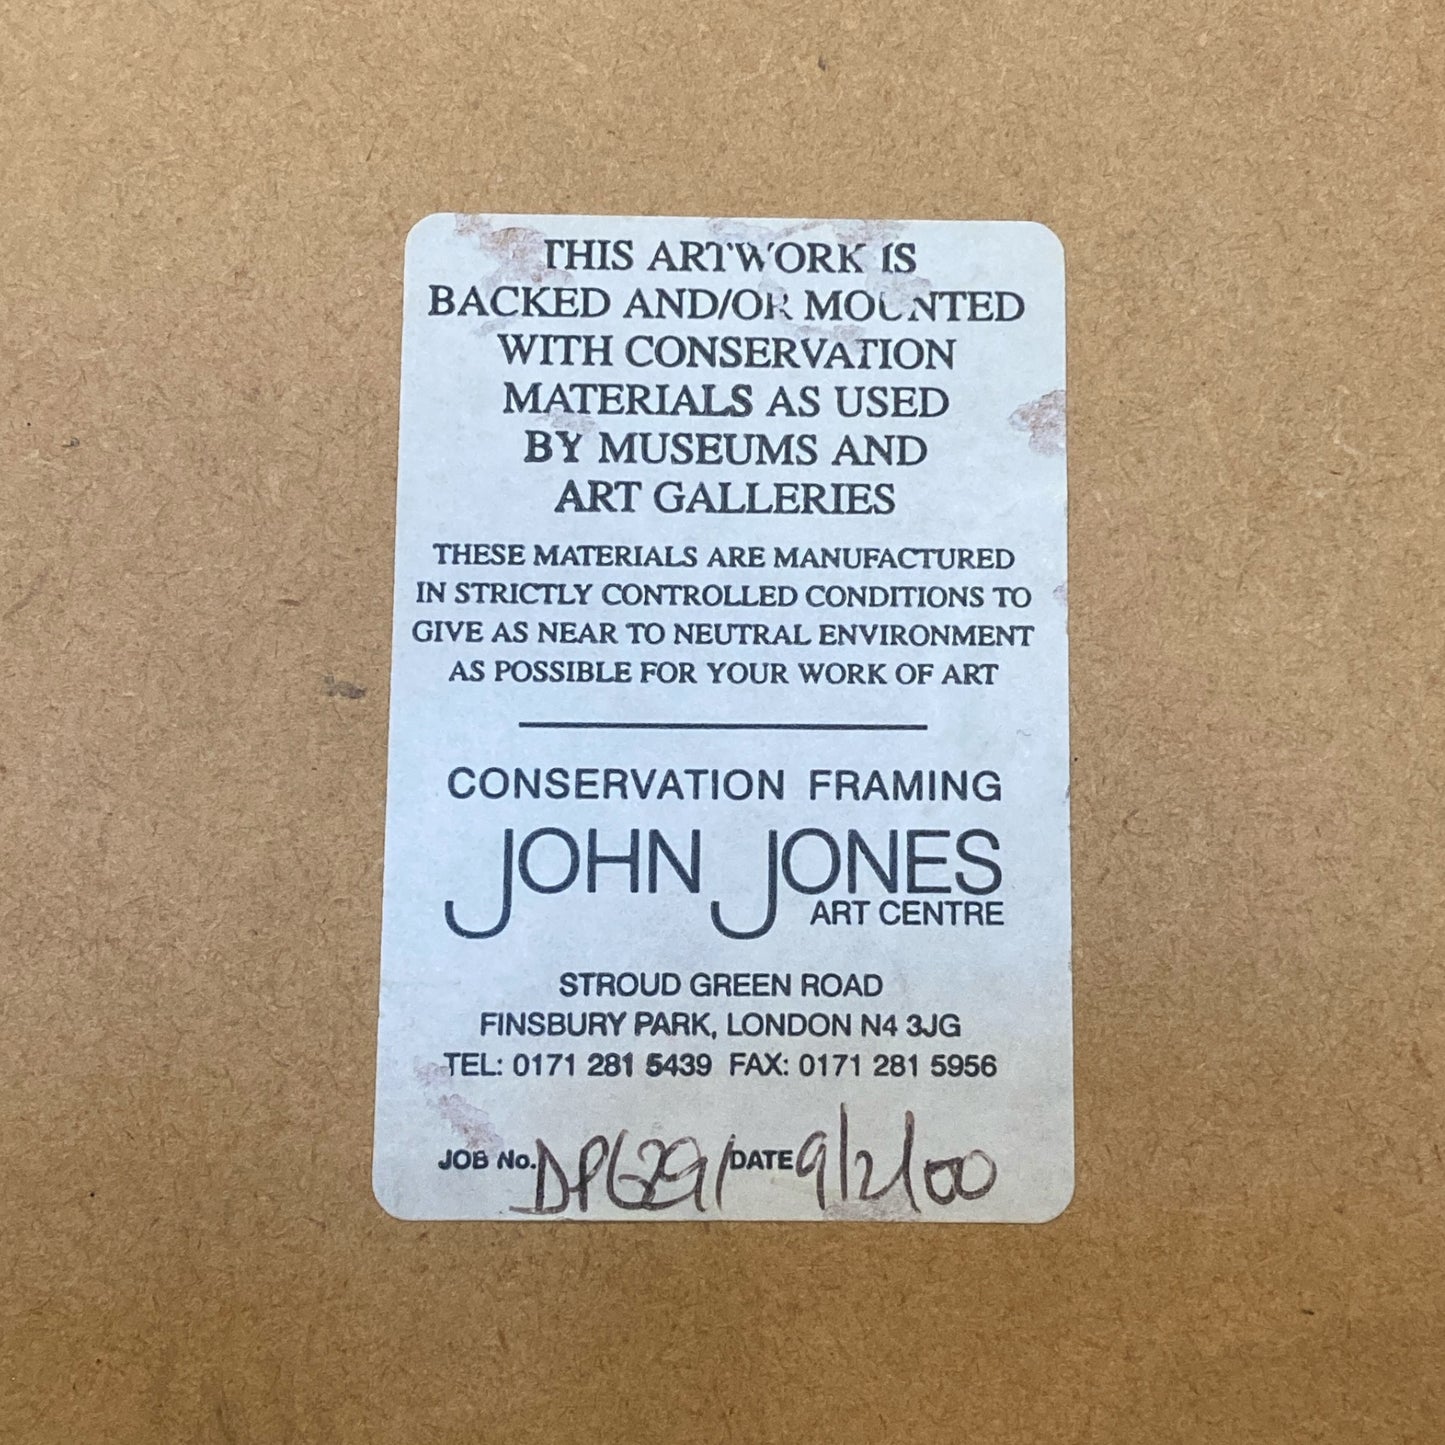 THIS ARTWORK IS
BACKED AND/OR MOUNTED
WITH CONSERVATION
MATERIALS AS USED
BY MUSEUMS AND
ART GALLERIES
THESE MATERIALS ARE MANUFACTURED
IN STRICTLY CONTROLLED CONDITIONS TO
GIVE AS NEAR TO NEUTRAL ENVIRONMENT
AS POSSIBLE FOR YOUR WORK OF ART
CONSERVATION FRAMING
JOHN JONES
ART CENTRE
STROUD GREEN ROAD
FINSBURY PARK, LONDON N4 3JG
TEL: 0171 281 5439 FAX: 0171 281 5956
JOB No. DATE 9/2/00